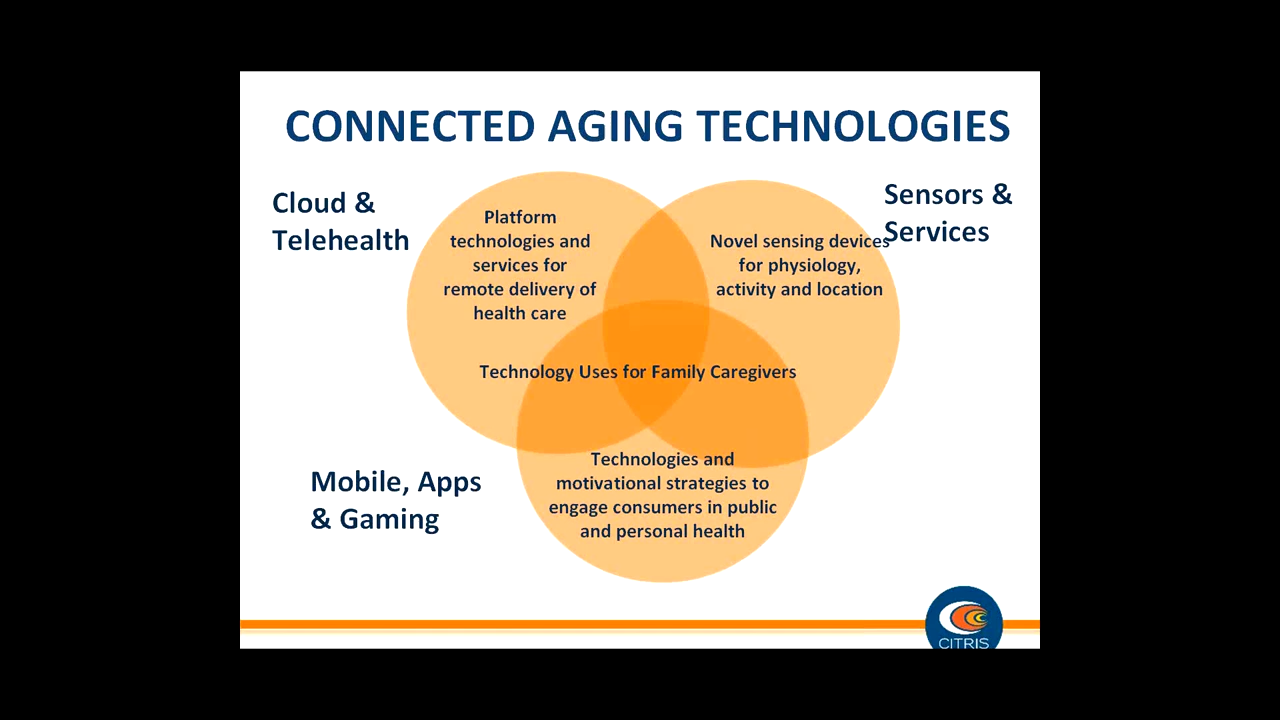 CONNECTED AGING TECHNOLOGIES
Cloud &
Telehealth
Platform
technologies and
services for
remote delivery of
health care
Sensors &
Services
Novel sensing devices
for physiology,
activity and location
Technology Uses for Family Caregivers
Mobile, Apps
& Gaming
Technologies and
motivational strategies to
engage consumers in public
and personal health
CITRIS